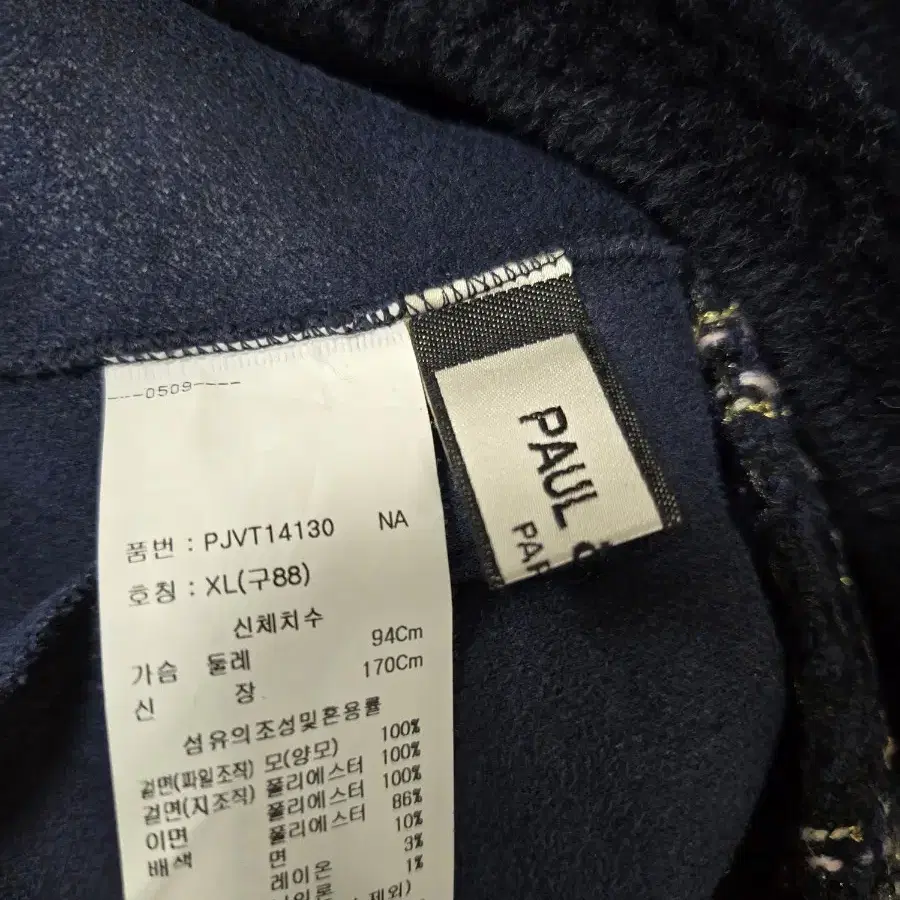 ---0509----
품번 : PJVT14130 NA
호칭 : XL(구88)
신체치수
가슴 둘레 94Cm
신 장 170Cm
섬유의조성및혼용률
겉면(파일조직) 모(양모) 100%
겉면(지조직) 폴리에스터 100%
이면 폴리에스터 100%
배색 폴리에스터 86%
면 10%
레이온 3%
1%
제외)
PAUL
PAR